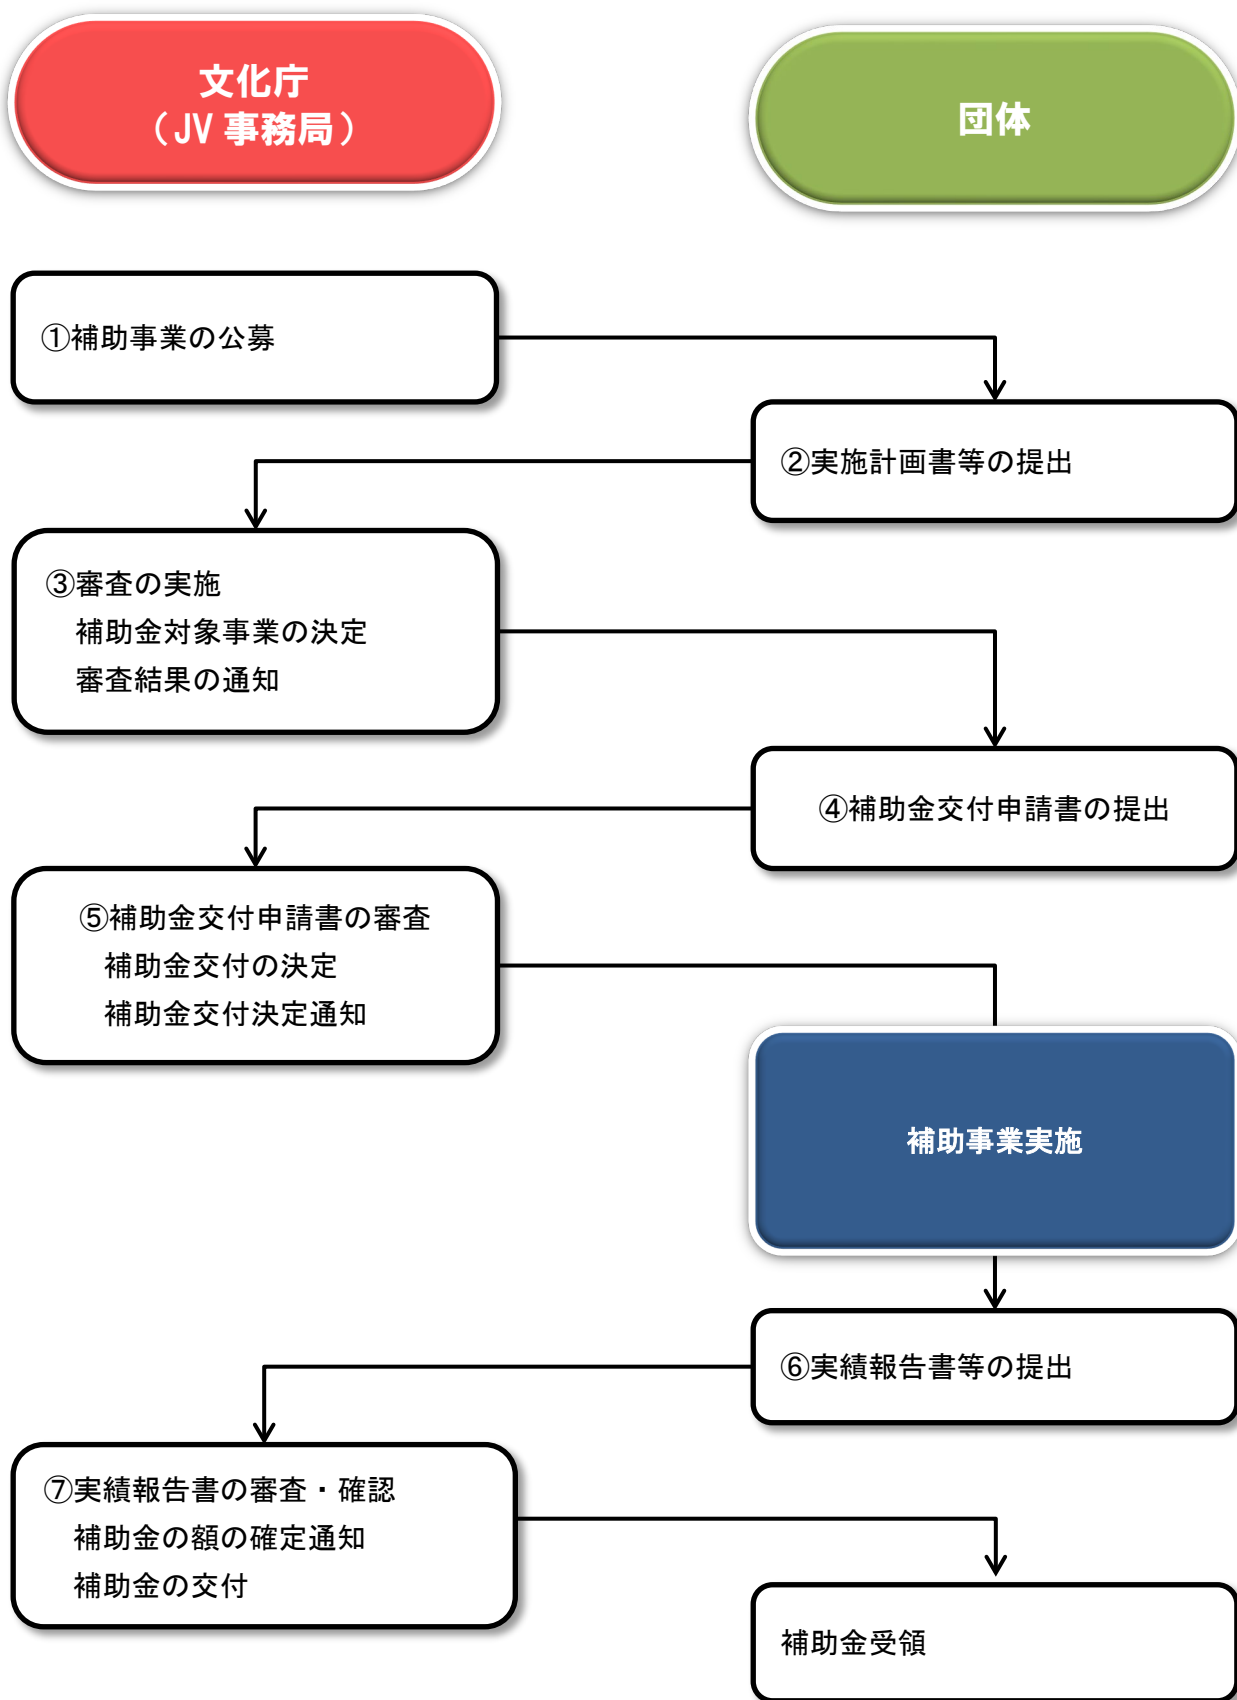 文化庁
（JV 事務局）
団体
①補助事業の公募
②実施計画書等の提出
③審査の実施
補助金対象事業の決定
審査結果の通知
④補助金交付申請書の提出
⑤補助金交付申請書の審査
補助金交付の決定
補助金交付決定通知
補助事業実施
⑥実績報告書等の提出
⑦実績報告書の審査・確認
補助金の額の確定通知
補助金の交付
補助金受領